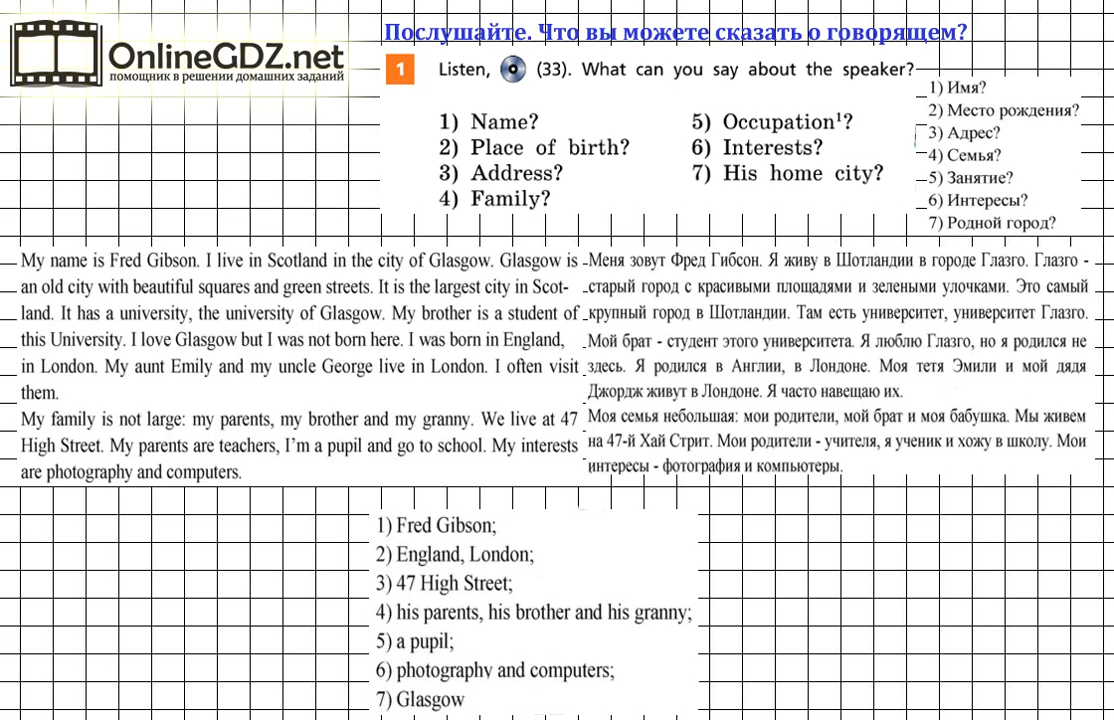 OnlineGDZ.net
помощник в решении домашних заданий
Послушайте. Что вы можете сказать о говорящем?
1 Listen, (33). What can you say about the speaker?
1) Name?
2) Place of birth?
3) Address?
4) Family?
5) Occupation¹?
6) Interests?
7) His home city?
1) Имя?
2) Место рождения?
3) Адрес?
4) Семья?
5) Занятие?
6) Интересы?
7) Родной город?
My name is Fred Gibson. I live in Scotland in the city of Glasgow. Glasgow is
an old city with beautiful squares and green streets. It is the largest city in Scot-
land. It has a university, the university of Glasgow. My brother is a student of
this University. I love Glasgow but I was not born here. I was born in England,
in London. My aunt Emily and my uncle George live in London. I often visit
them.
My family is not large: my parents, my brother and my granny. We live at 47
High Street. My parents are teachers, I'm a pupil and go to school. My interests
are photography and computers.
Меня зовут Фред Гибсон. Я живу в Шотландии в городе Глазго. Глазго -
старый город с красивыми площадями и зелеными улочками. Это самый
крупный город в Шотландии. Там есть университет, университет Глазго.
Мой брат - студент этого университета. Я люблю Глазго, но я родился не
здесь. Я родился в Англии, в Лондоне. Моя тетя Эмили и мой дядя
Джордж живут в Лондоне. Я часто навещаю их.
Моя семья небольшая: мои родители, мой брат и моя бабушка. Мы живем
на 47-й Хай Стрит. Мои родители - учителя, я ученик и хожу в школу. Мои
интересы - фотография и компьютеры.
1) Fred Gibson;
2) England, London;
3) 47 High Street;
4) his parents, his brother and his granny;
5) a pupil;
6) photography and computers;
7) Glasgow